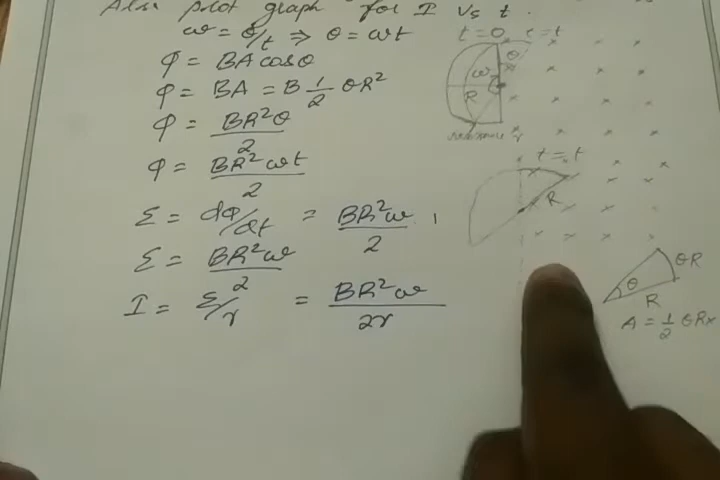 Also plot graph for I Vs t.
ω = θ/t ⇒ θ = ωt
φ = BA cosθ
φ = BA = B 1/2 θR²
φ = BR²θ/2
φ = BR²ωt/2
Σ = dφ/dt = BR²ω/2
Σ = BR²ω/2
I = Σ/r = BR²ω/2r
t=0 t=t
θ
ω
R
t=t
R
θR
θ
R
A = 1/2 θR×